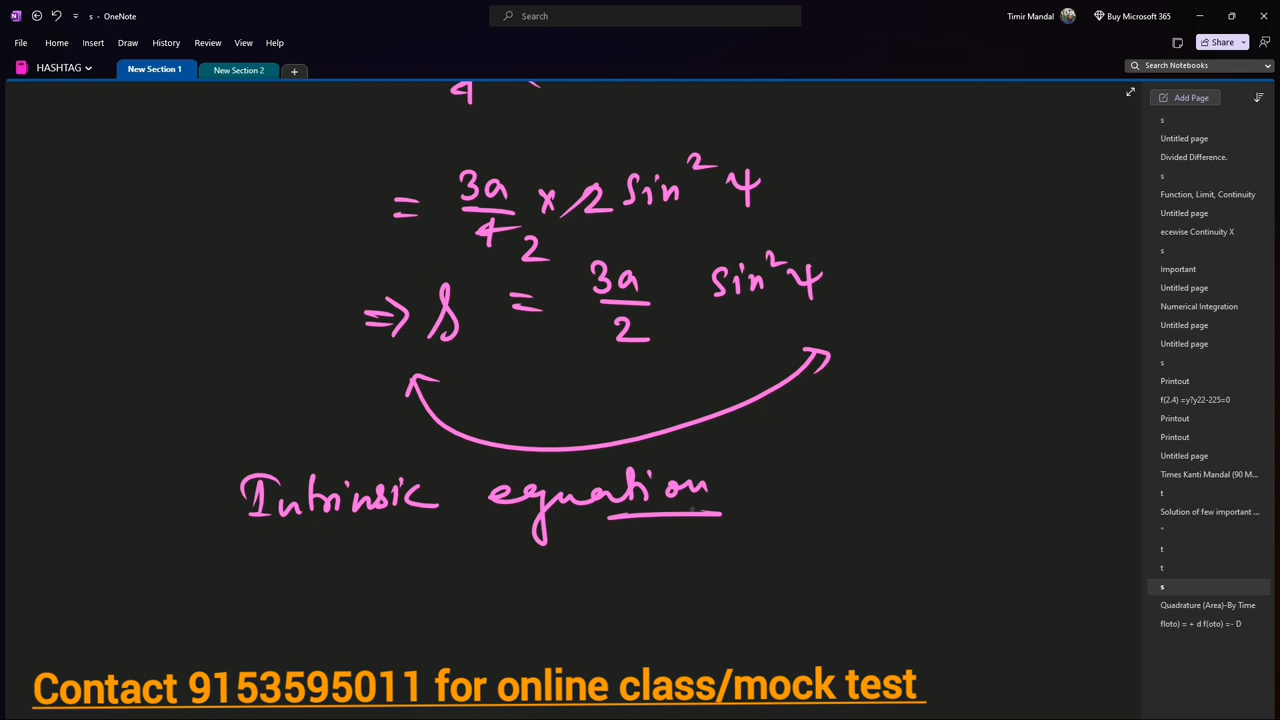 s - OneNote
Search
Timir Mandal
Buy Microsoft 365
File Home Insert Draw History Review View Help
Share
HASHTAG
New Section 1
New Section 2
+
Search Notebooks
Add Page
s
Untitled page
Divided Difference.
s
Function, Limit, Continuity
Untitled page
ecewise Continuity X
s
Important
Untitled page
Numerical Integration
Untitled page
Untitled page
s
Printout
f(2.4) =y?y22-225=0
Printout
Printout
Untitled page
Times Kanti Mandal (90 M...
t
Solution of few important ...
"
t
t
s
Quadrature (Area)-By Time
floto) = + d f(oto) =- D
4
= 3a/4 × 2 sin² ψ
2
⇒ s = 3a/2 sin² ψ
Intrinsic equation
Contact 9153595011 for online class/mock test